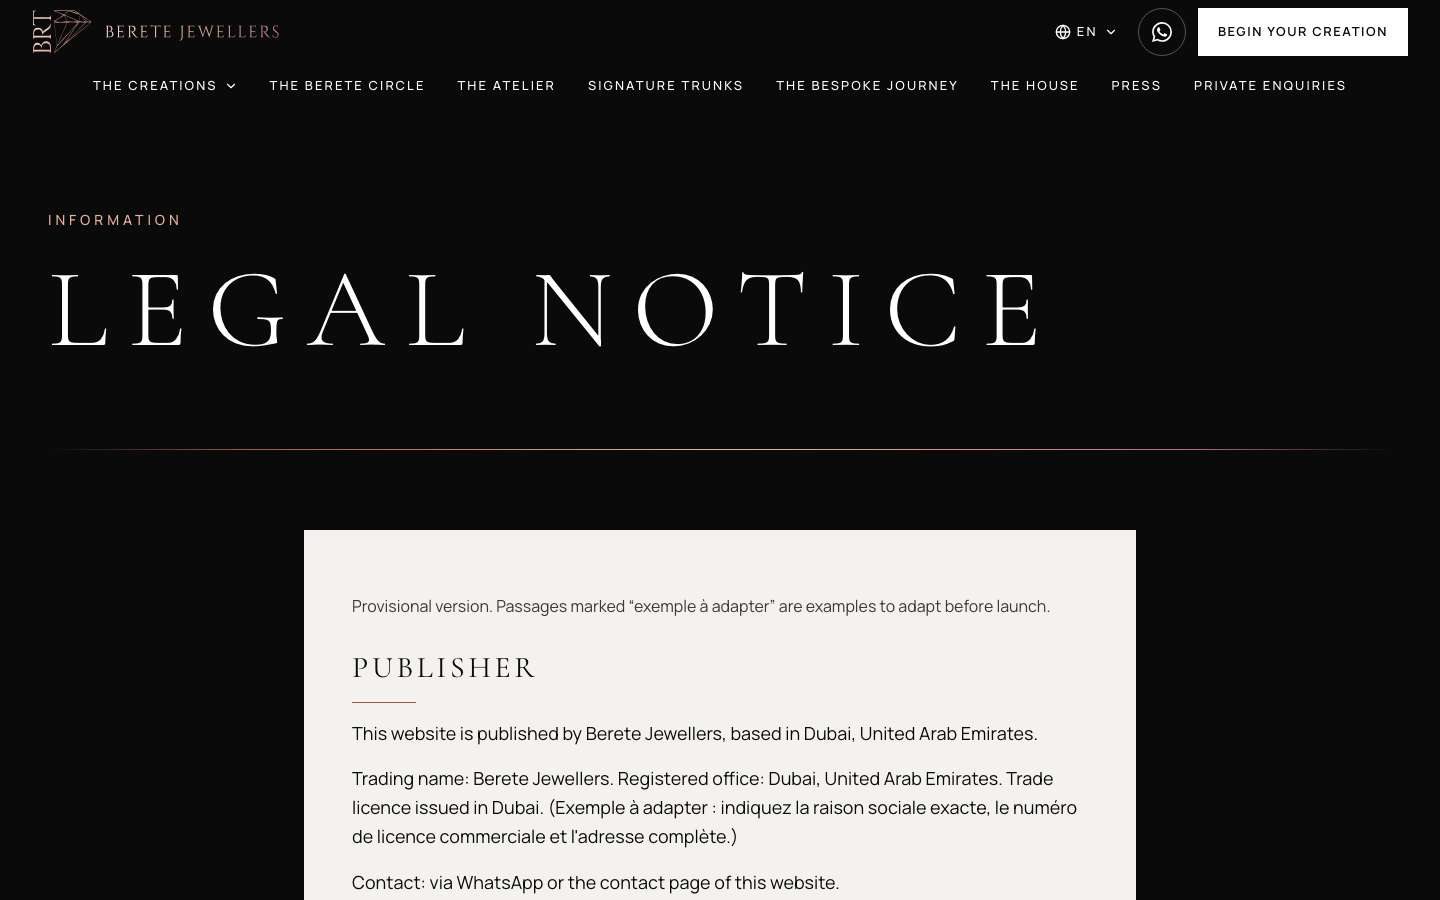 BRT
BERETE JEWELLERS
EN
BEGIN YOUR CREATION
THE CREATIONS
THE BERETE CIRCLE
THE ATELIER
SIGNATURE TRUNKS
THE BESPOKE JOURNEY
THE HOUSE
PRESS
PRIVATE ENQUIRIES
INFORMATION
LEGAL NOTICE
Provisional version. Passages marked “exemple à adapter” are examples to adapt before launch.
PUBLISHER
This website is published by Berete Jewellers, based in Dubai, United Arab Emirates.
Trading name: Berete Jewellers. Registered office: Dubai, United Arab Emirates. Trade
licence issued in Dubai. (Exemple à adapter : indiquez la raison sociale exacte, le numéro
de licence commerciale et l'adresse complète.)
Contact: via WhatsApp or the contact page of this website.